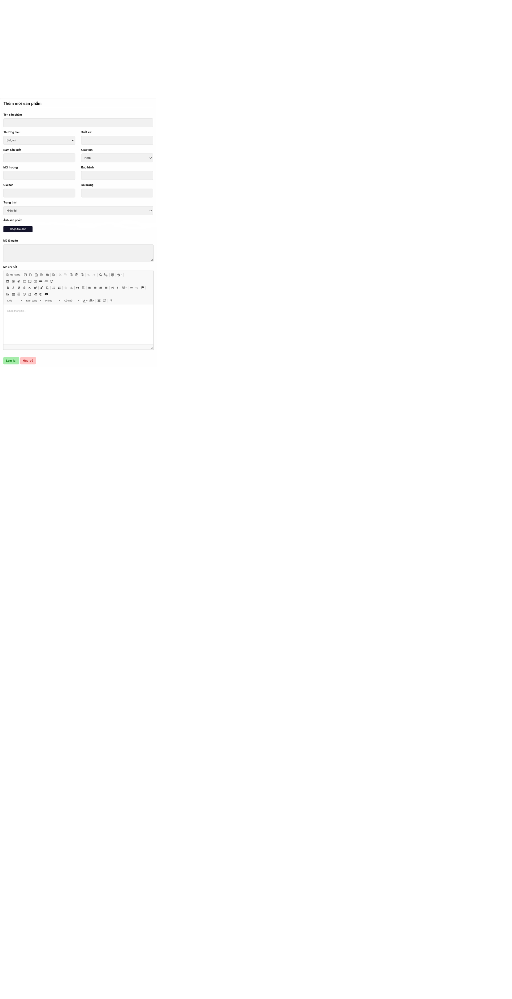 Thêm mới sản phẩm
Tên sản phẩm
Thương hiệu
Xuất xứ
Bvlgari
Năm sản xuất
Giới tính
Nam
Mùi hương
Bảo hành
Giá bán
Số lượng
Trạng thái
Hiển thị
Ảnh sản phẩm
Chọn file ảnh
Mô tả ngắn
Mô chi tiết
Mã HTML
Kiểu Định dạng Phông Cỡ chữ
Nhập thông tin...
Lưu lại Hủy bỏ